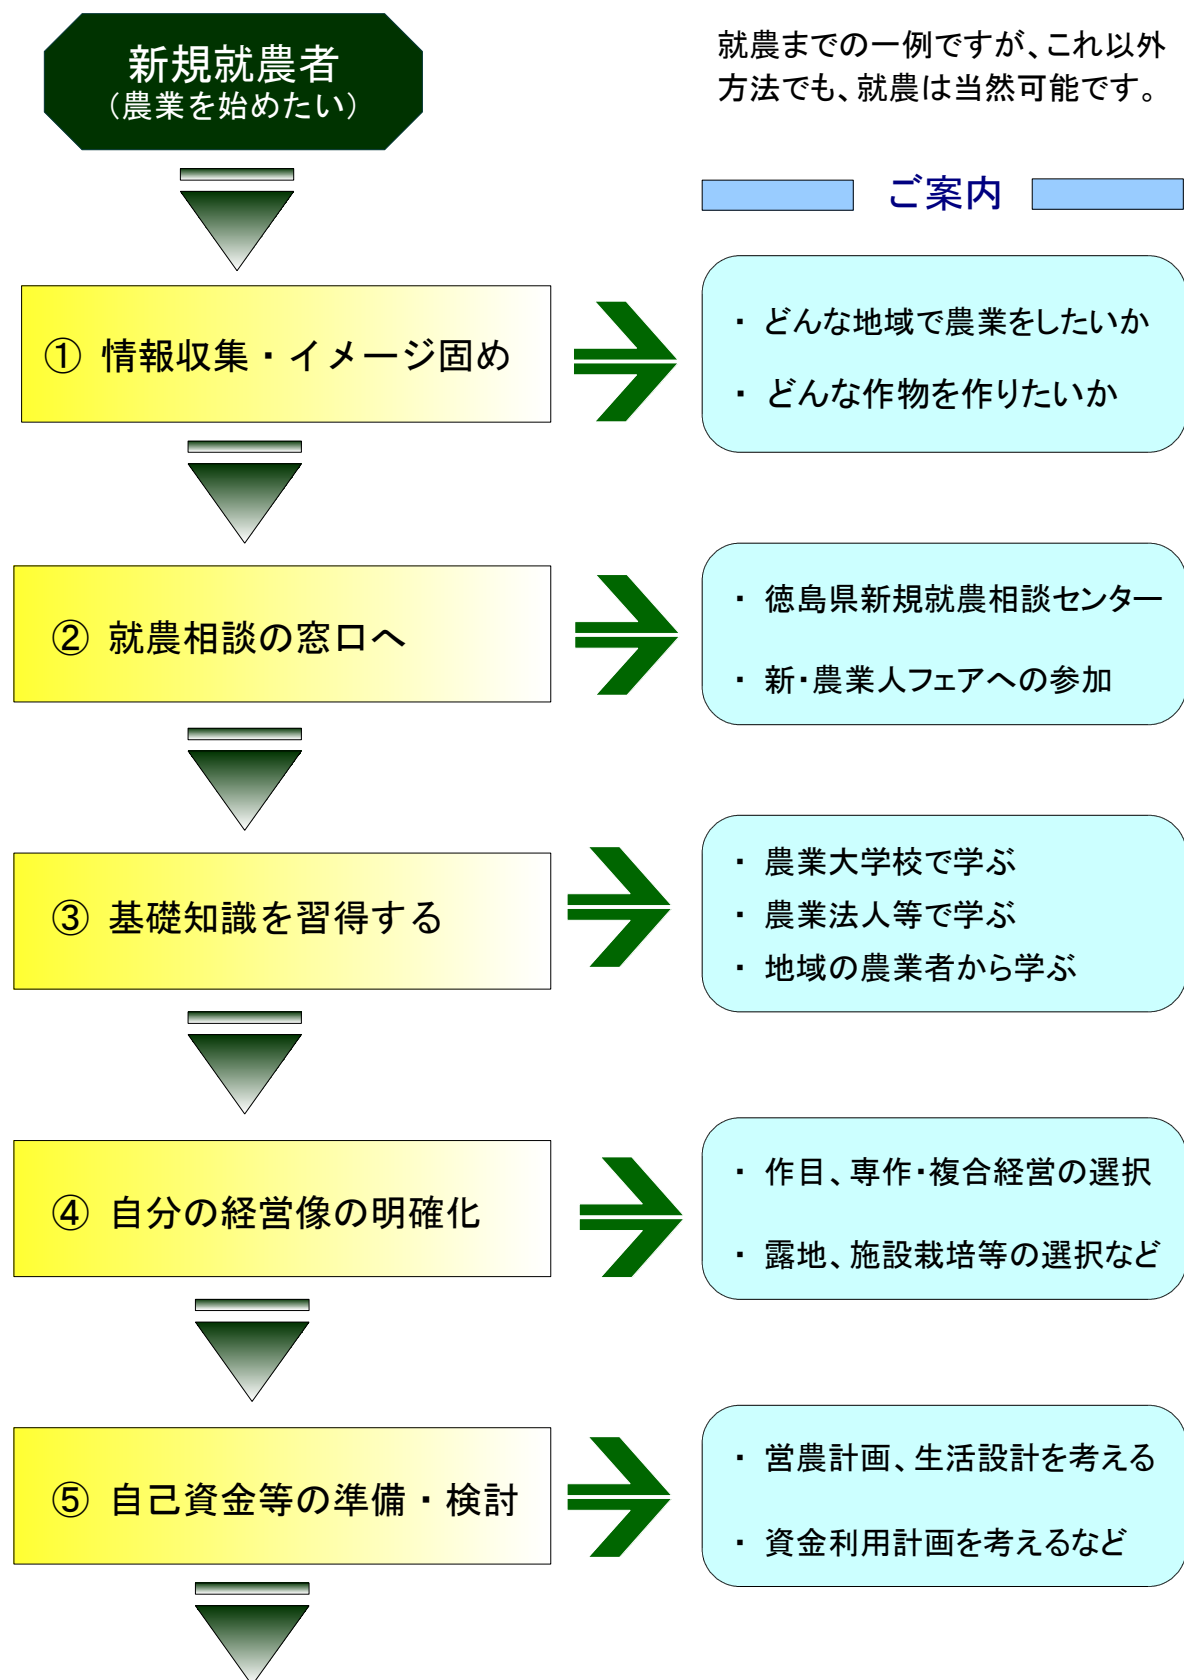 新規就農者
（農業を始めたい）
就農までの一例ですが、これ以外
方法でも、就農は当然可能です。
ご案内
① 情報収集・イメージ固め
・ どんな地域で農業をしたいか
・ どんな作物を作りたいか
② 就農相談の窓口へ
・ 徳島県新規就農相談センター
・ 新・農業人フェアへの参加
③ 基礎知識を習得する
・ 農業大学校で学ぶ
・ 農業法人等で学ぶ
・ 地域の農業者から学ぶ
④ 自分の経営像の明確化
・ 作目、専作・複合経営の選択
・ 露地、施設栽培等の選択など
⑤ 自己資金等の準備・検討
・ 営農計画、生活設計を考える
・ 資金利用計画を考えるなど